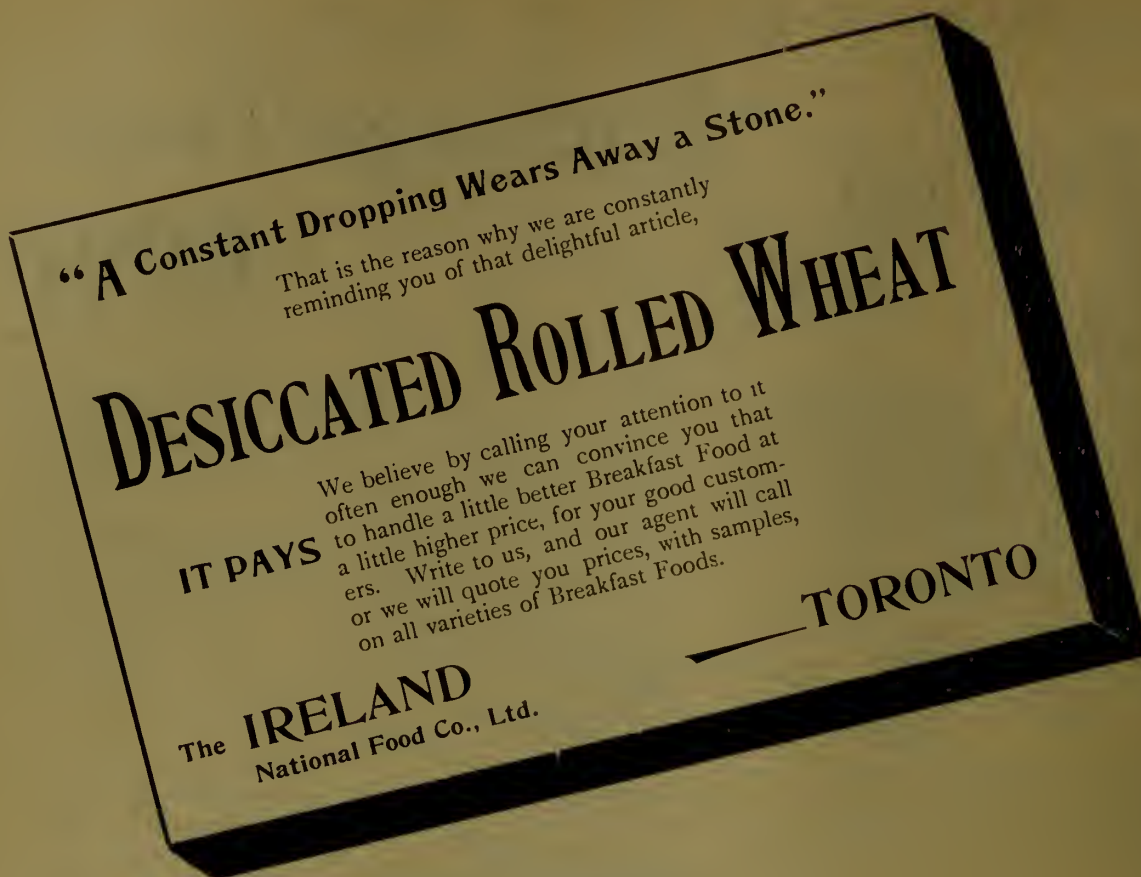 “A Constant Dropping Wears Away a Stone.”
That is the reason why we are constantly
reminding you of that delightful article,
DESICCATED ROLLED WHEAT
We believe by calling your attention to it
often enough we can convince you that
IT PAYS to handle a little better Breakfast Food at
a little higher price, for your good custom-
ers. Write to us, and our agent will call
or we will quote you prices, with samples,
on all varieties of Breakfast Foods.
The IRELAND
National Food Co., Ltd.
TORONTO